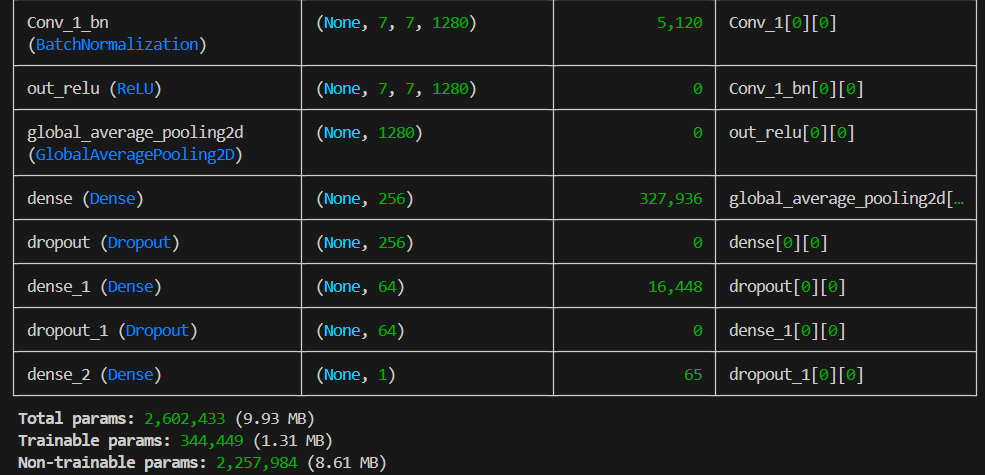 Conv_1_bn (None, 7, 7, 1280) 5,120 Conv_1[0][0]
(BatchNormalization)
out_relu (ReLU) (None, 7, 7, 1280) 0 Conv_1_bn[0][0]
global_average_pooling2d (None, 1280) 0 out_relu[0][0]
(GlobalAveragePooling2D)
dense (Dense) (None, 256) 327,936 global_average_pooling2d[…
dropout (Dropout) (None, 256) 0 dense[0][0]
dense_1 (Dense) (None, 64) 16,448 dropout[0][0]
dropout_1 (Dropout) (None, 64) 0 dense_1[0][0]
dense_2 (Dense) (None, 1) 65 dropout_1[0][0]
Total params: 2,602,433 (9.93 MB)
Trainable params: 344,449 (1.31 MB)
Non-trainable params: 2,257,984 (8.61 MB)